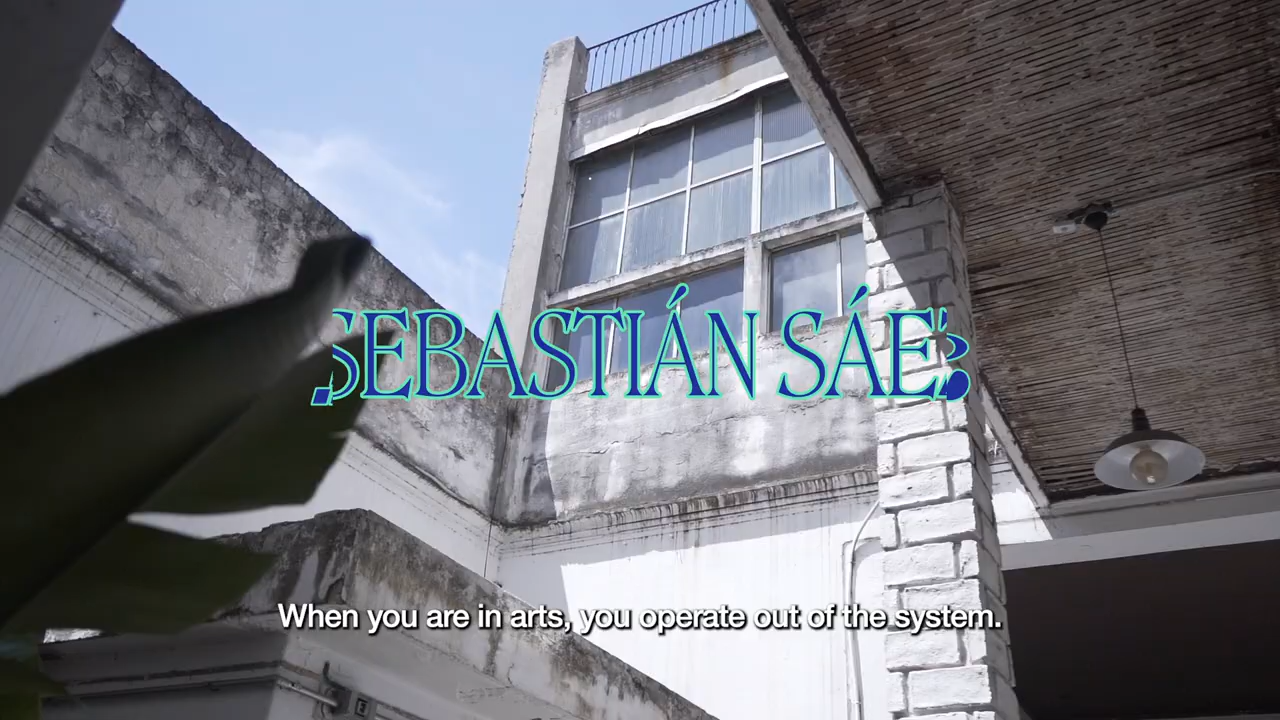 SEBASTIÁN SÁEZ
When you are in arts, you operate out of the system.